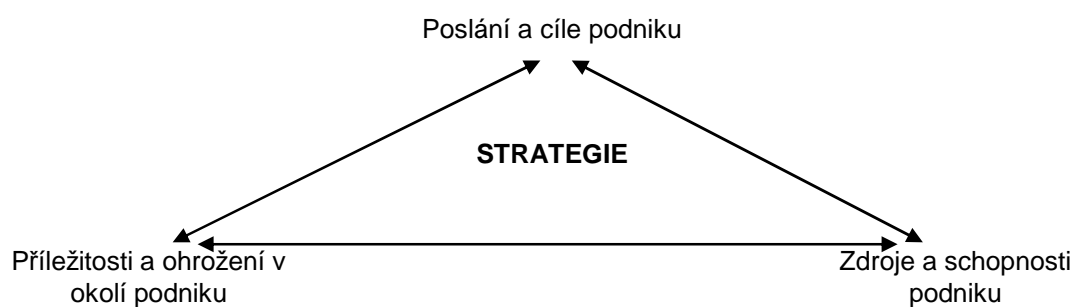 Poslání a cíle podniku
STRATEGIE
Příležitosti a ohrožení v
okolí podniku
Zdroje a schopnosti
podniku